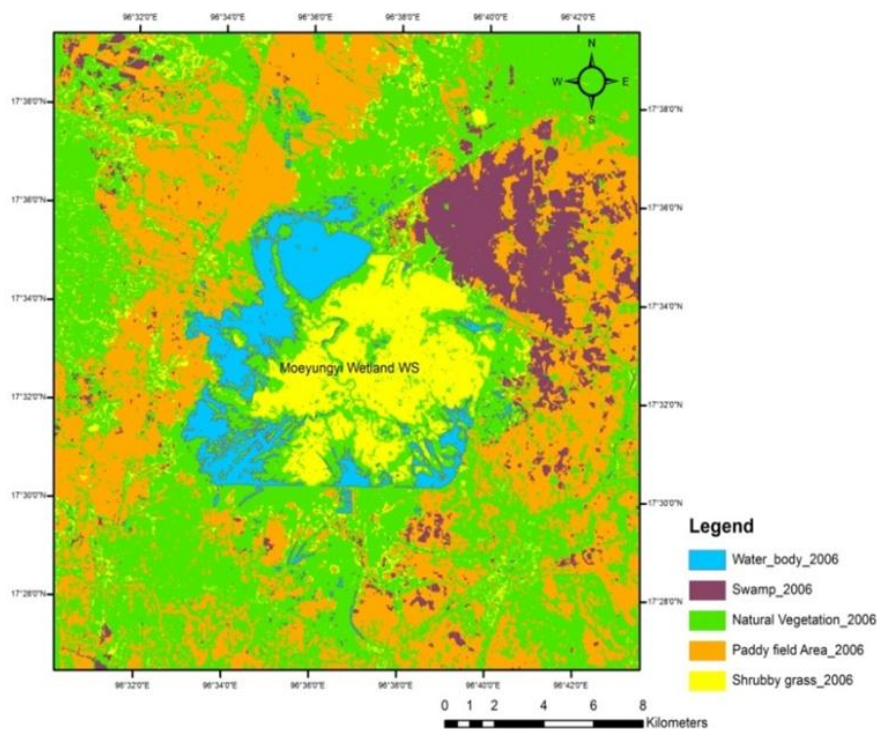 96°32'0"E 96°34'0"E 96°36'0"E 96°38'0"E 96°40'0"E 96°42'0"E
N
W E
S
17°38'0"N 17°38'0"N
17°36'0"N 17°36'0"N
17°34'0"N 17°34'0"N
Moeyungyi Wetland WS
17°32'0"N 17°32'0"N
17°30'0"N 17°30'0"N
Legend
Water_body_2006
Swamp_2006
17°28'0"N 17°28'0"N
Natural Vegetation_2006
Paddy field Area_2006
Shrubby grass_2006
96°32'0"E 96°34'0"E 96°36'0"E 96°38'0"E 96°40'0"E 96°42'0"E
0 1 2 4 6 8
Kilometers